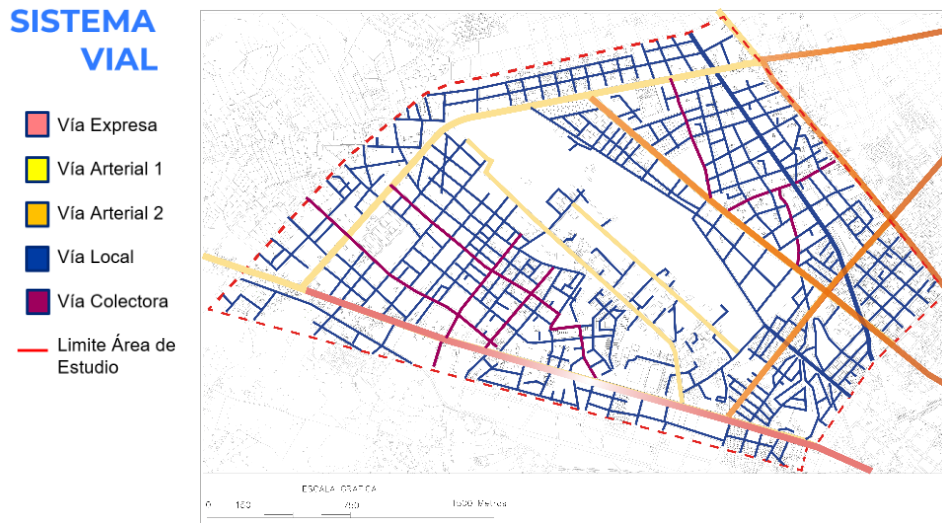 SISTEMA
VIAL
Vía Expresa
Vía Arterial 1
Vía Arterial 2
Vía Local
Vía Colectora
Limite Área de
Estudio
ESCALA GRAFICA
0 150 750 1500 Metros